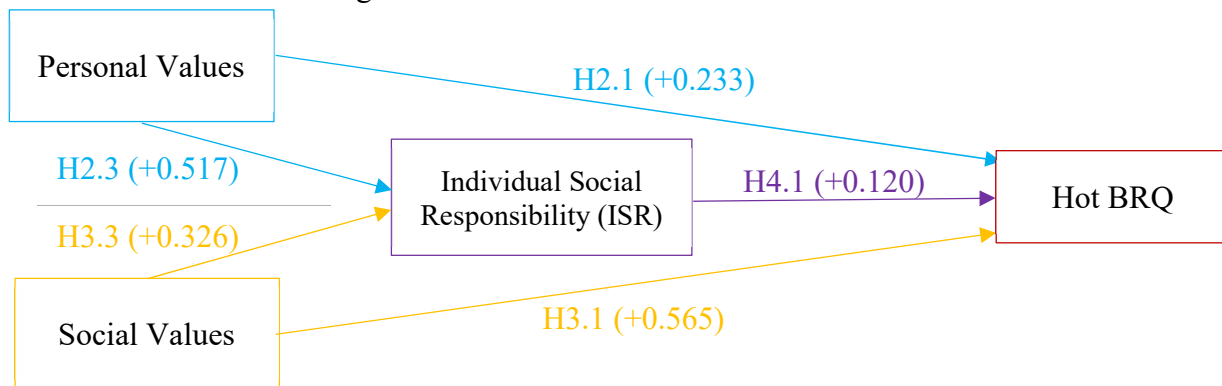 Personal Values
H2.1 (+0.233)
H2.3 (+0.517)
Individual Social
Responsibility (ISR)
H4.1 (+0.120)
Hot BRQ
H3.3 (+0.326)
H3.1 (+0.565)
Social Values